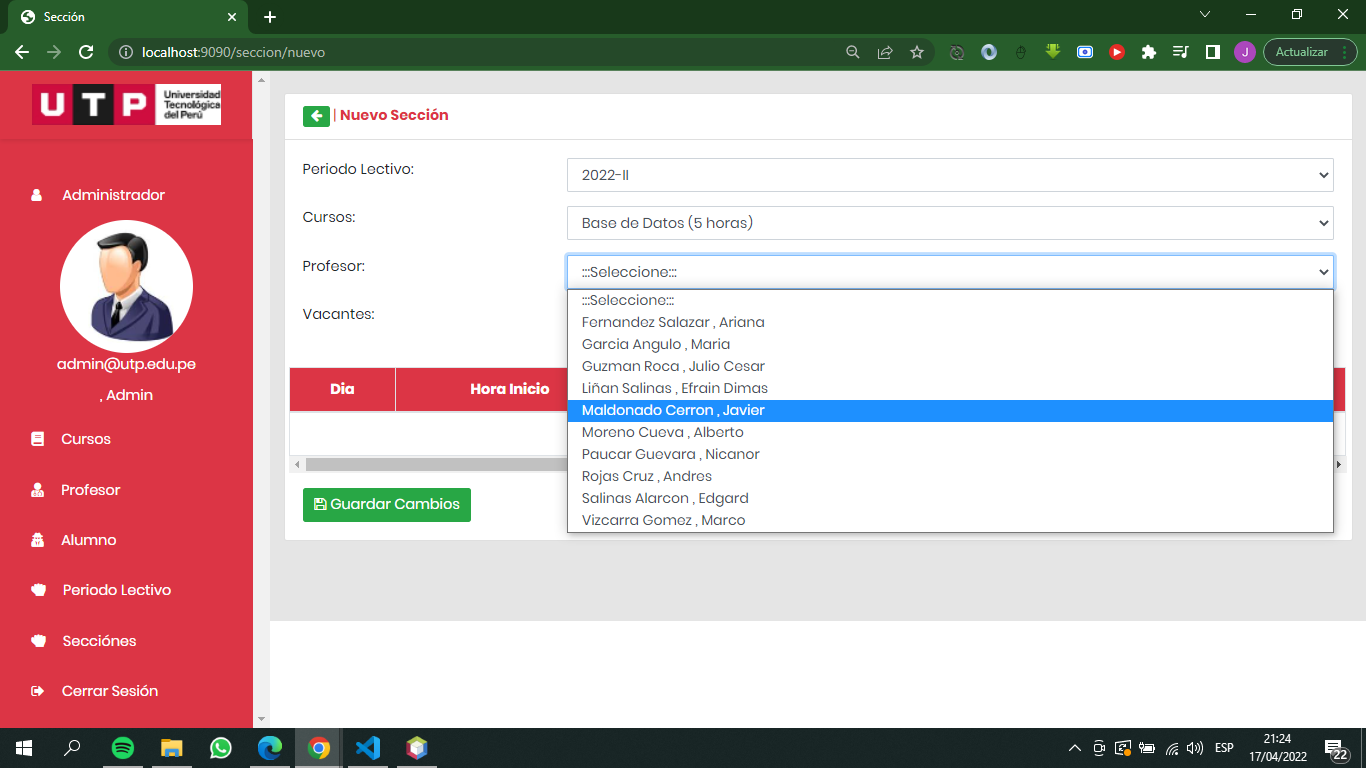 Sección
localhost:9090/seccion/nuevo
J
Actualizar
U T P
Universidad
Tecnológica
del Perú
Administrador
admin@utp.edu.pe
, Admin
Cursos
Profesor
Alumno
Periodo Lectivo
Secciónes
Cerrar Sesión
| Nuevo Sección
Periodo Lectivo:
2022-II
Cursos:
Base de Datos (5 horas)
Profesor:
:::Seleccione:::
:::Seleccione:::
Fernandez Salazar , Ariana
Garcia Angulo , Maria
Guzman Roca , Julio Cesar
Liñan Salinas , Efrain Dimas
Maldonado Cerron , Javier
Moreno Cueva , Alberto
Paucar Guevara , Nicanor
Rojas Cruz , Andres
Salinas Alarcon , Edgard
Vizcarra Gomez , Marco
Vacantes:
Dia
Hora Inicio
Guardar Cambios
ESP
21:24
17/04/2022
22